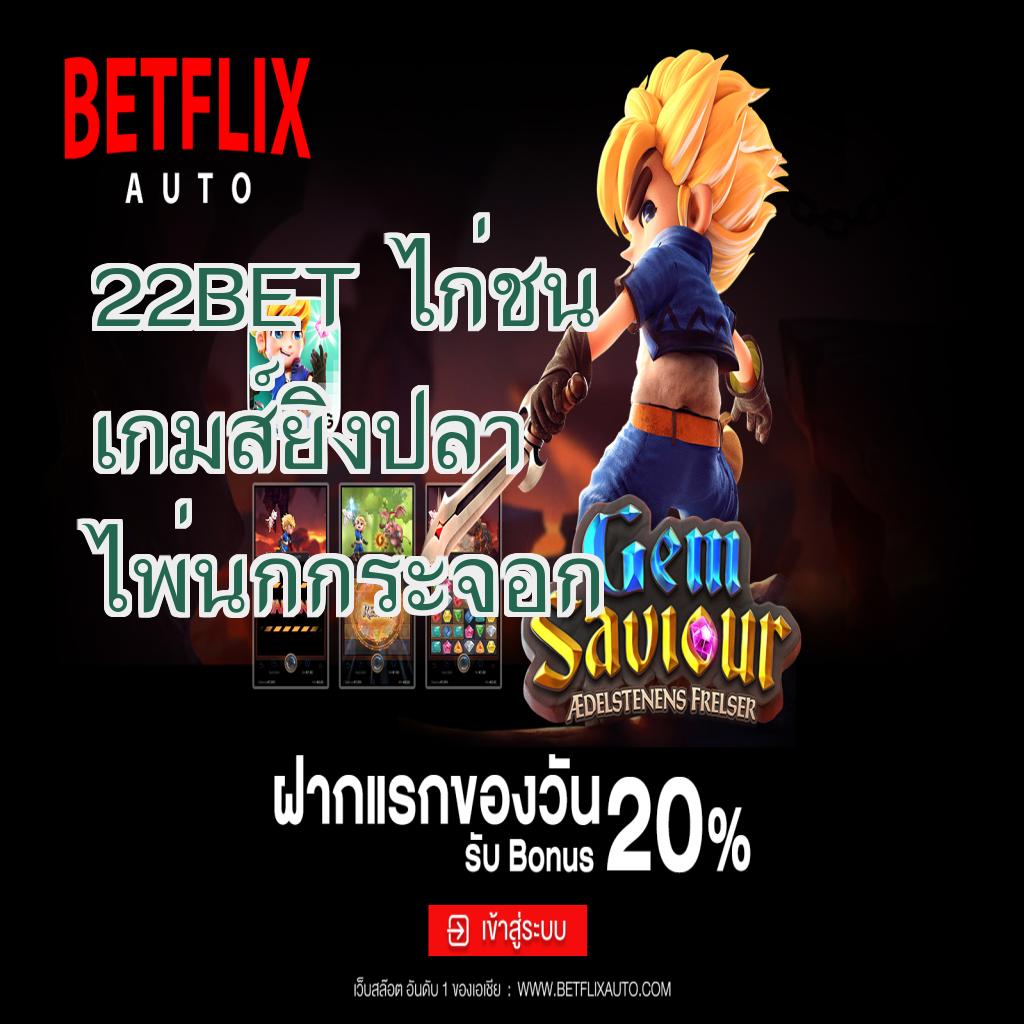 BETFLIX
AUTO
22BET ไก่ชน
เกมส์ยิงปลา
ไพ่นกกระจอก
Gem
Saviour
ÆDELSTENENS FRELSER
ฝากแรกของวัน
รับ Bonus 20%
เข้าสู่ระบบ
เว็บสล๊อต อันดับ 1 ของเอเชีย : WWW.BETFLIXAUTO.COM